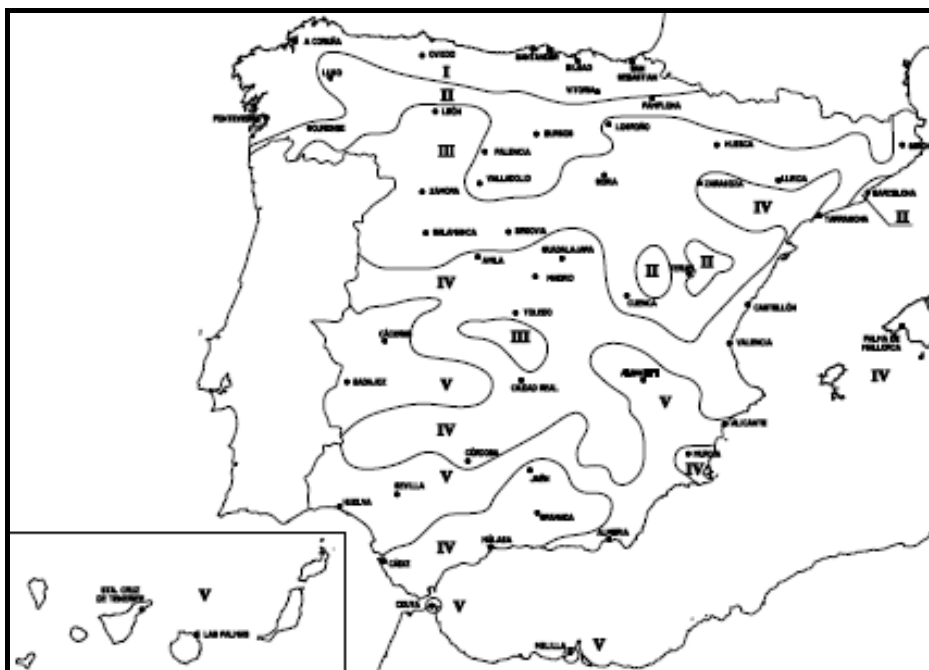 A CORUÑA
OVIEDO
SANTANDER
BILBAO
SAN
SEBASTIAN
LUGO
I
VITORIA
PAMPLONA
II
PONTEVEDRA
OURENSE
LEÓN
LOGROÑO
BURGOS
HUESCA
III
PALENCIA
VALLADOLID
SORIA
ZARAGOZA
LLEIDA
BARCELONA
ZAMORA
IV
TARRAGONA
II
SALAMANCA
SEGOVIA
GUADALAJARA
AVILA
II
II
IV
MADRID
CUENCA
CASTELLÓN
TOLEDO
CÁCERES
III
VALENCIA
PALMA DE
MALLORCA
IV
BADAJOZ
V
CIUDAD REAL
ALBACETE
V
IV
ALICANTE
CÓRDOBA
MURCIA
IV
V
JAÉN
SEVILLA
HUELVA
GRANADA
IV
MÁLAGA
ALMERIA
CÁDIZ
STA. CRUZ
DE TENERIFE
V
CEUTA
V
LAS PALMAS
MELILLA
V